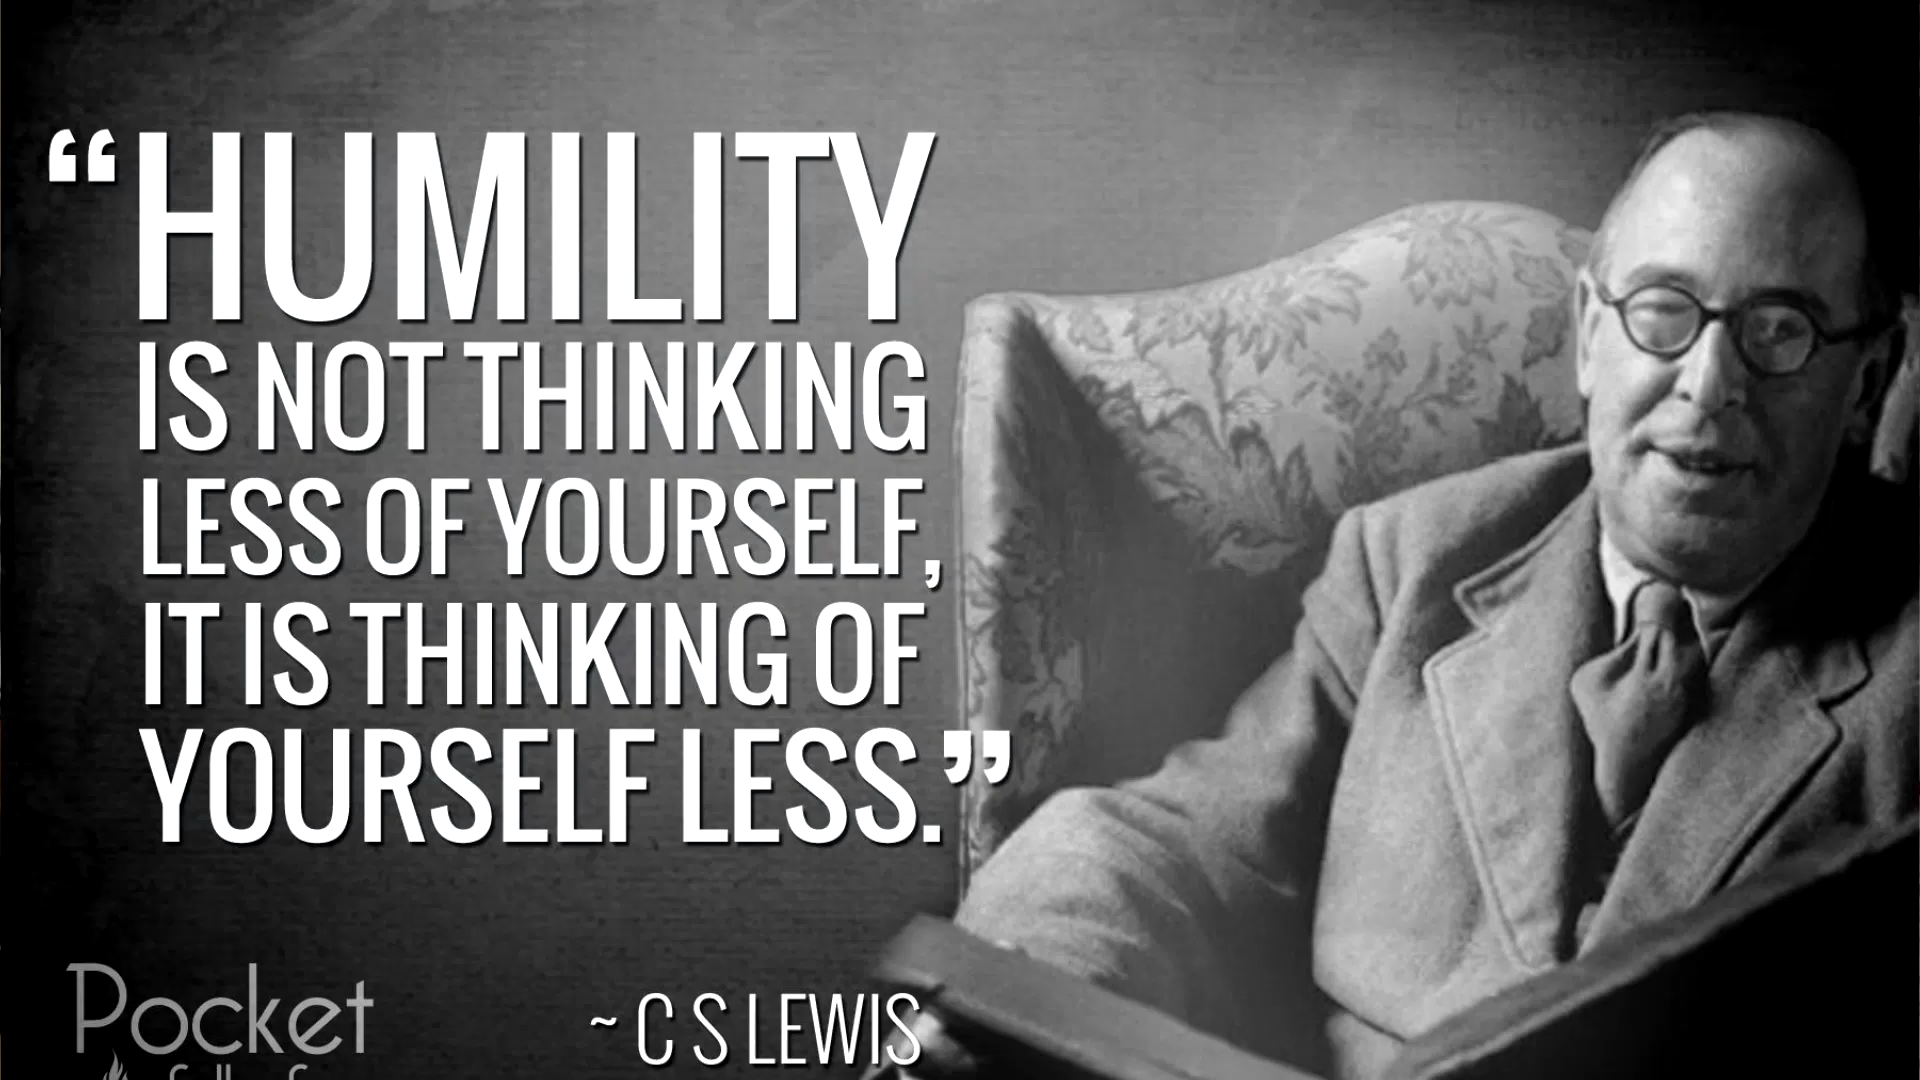 “HUMILITY
IS NOT THINKING
LESS OF YOURSELF,
IT IS THINKING OF
YOURSELF LESS.”
~ C S LEWIS
Pocket